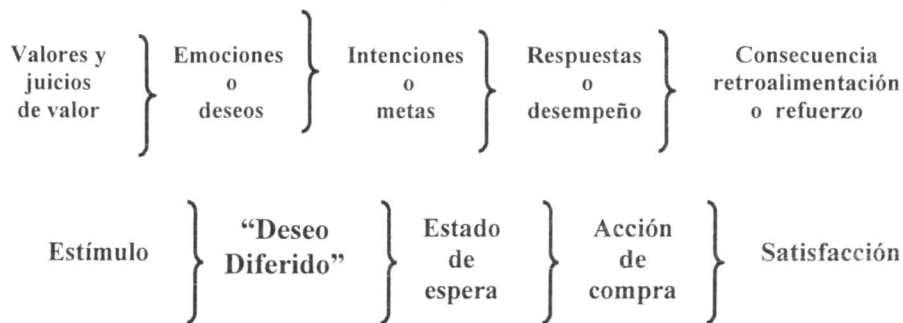 Valores y
juicios
de valor
Emociones
o
deseos
Intenciones
o
metas
Respuestas
o
desempeño
Consecuencia
retroalimentación
o refuerzo
Estímulo
“Deseo
Diferido”
Estado
de
espera
Acción
de
compra
Satisfacción